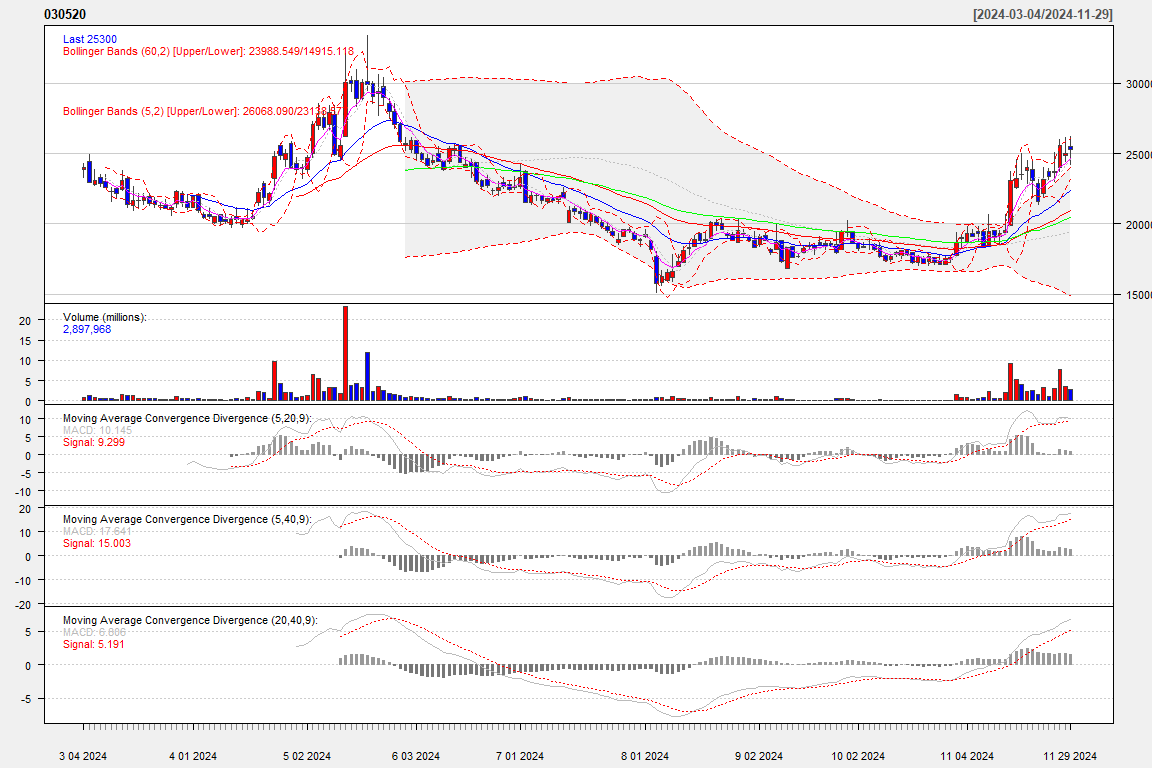 030520
[2024-03-04/2024-11-29]
Last 25300
Bollinger Bands (60,2) [Upper/Lower]: 23988.549/14915.118
Bollinger Bands (5,2) [Upper/Lower]: 26068.090/
30000
25000
20000
15000
Volume (millions):
2,897,968
20
15
10
5
0
Moving Average Convergence Divergence (5,20,9):
MACD: 10.145
Signal: 9.299
10
5
0
-5
-10
Moving Average Convergence Divergence (5,40,9):
MACD: 17.641
Signal: 15.003
20
10
0
-10
-20
Moving Average Convergence Divergence (20,40,9):
MACD: 6.806
Signal: 5.191
5
0
-5
3 04 2024
4 01 2024
5 02 2024
6 03 2024
7 01 2024
8 01 2024
9 02 2024
10 02 2024
11 04 2024
11 29 2024